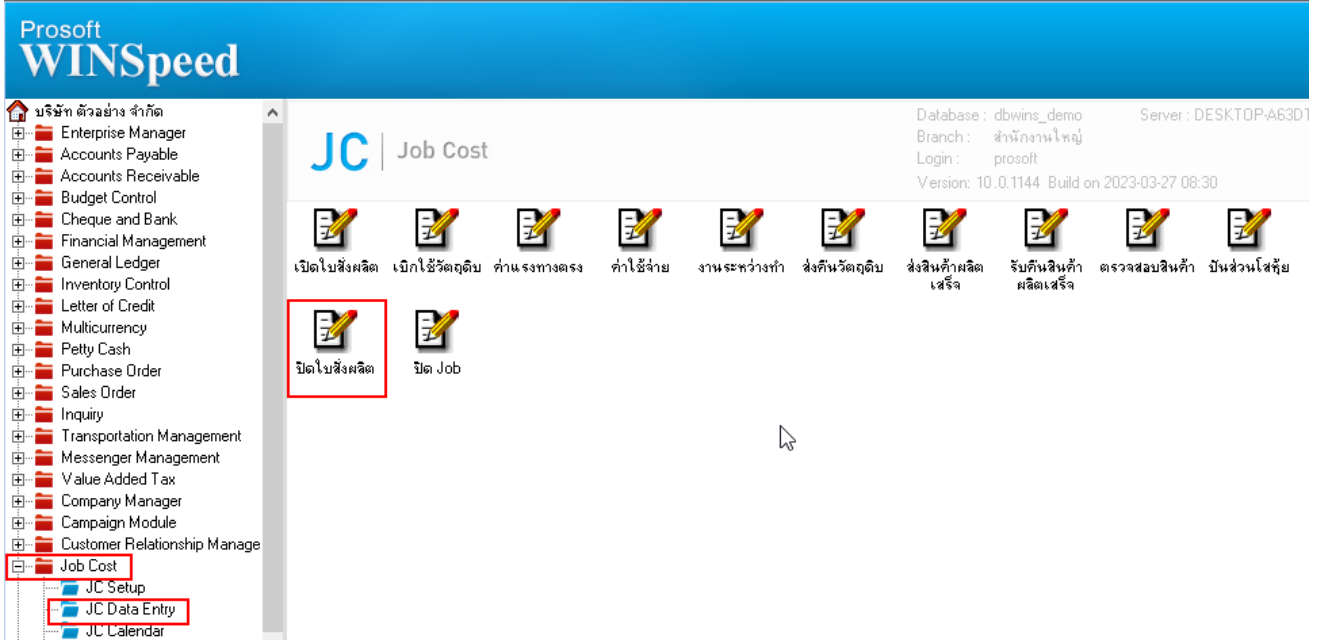 Prosoft
WINSpeed
บริษัท ตัวอย่าง จำกัด
Enterprise Manager
Accounts Payable
Accounts Receivable
Budget Control
Cheque and Bank
Financial Management
General Ledger
Inventory Control
Letter of Credit
Multicurrency
Petty Cash
Purchase Order
Sales Order
Inquiry
Transportation Management
Messenger Management
Value Added Tax
Company Manager
Campaign Module
Customer Relationship Manage
Job Cost
JC Setup
JC Data Entry
JC Calendar
JC Job Cost
Database : dbwins_demo Server : DESKTOP-A63D1
Branch : สำนักงานใหญ่
Login : prosoft
Version: 10.0.1144 Build on 2023-03-27 08:30
เปิดใบสั่งผลิต เบิกใช้วัตถุดิบ ค่าแรงทางตรง ค่าใช้จ่าย งานระหว่างทำ ส่งคืนวัตถุดิบ ส่งสินค้าผลิต รับคืนสินค้า ตรวจสอบสินค้า ปันส่วนโสหุ้ย
เสร็จ ผลิตเสร็จ
ปิดใบสั่งผลิต ปิด Job